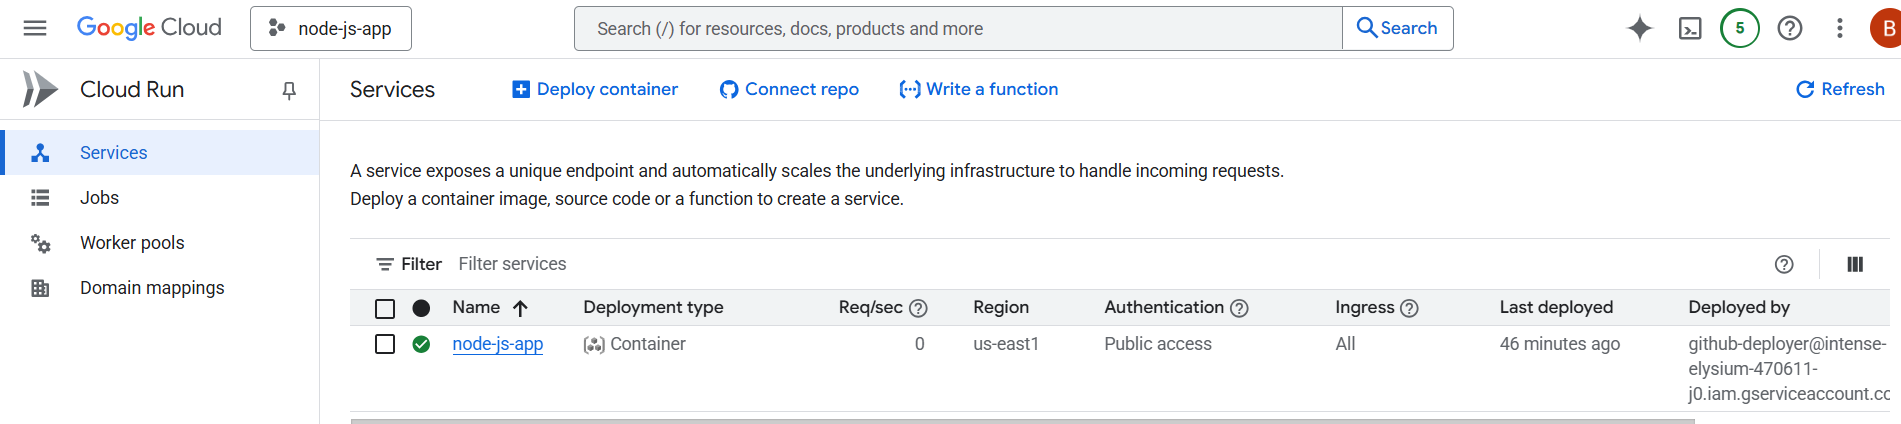 Google Cloud
node-js-app
Search (/) for resources, docs, products and more
Search
5
B
Cloud Run
Services
Deploy container
Connect repo
Write a function
Refresh
Services
Jobs
Worker pools
Domain mappings
A service exposes a unique endpoint and automatically scales the underlying infrastructure to handle incoming requests.
Deploy a container image, source code or a function to create a service.
Filter Filter services
Name Deployment type Req/sec Region Authentication Ingress Last deployed Deployed by
node-js-app Container 0 us-east1 Public access All 46 minutes ago github-deployer@intense-
elysium-470611-
j0.iam.gserviceaccount.cc